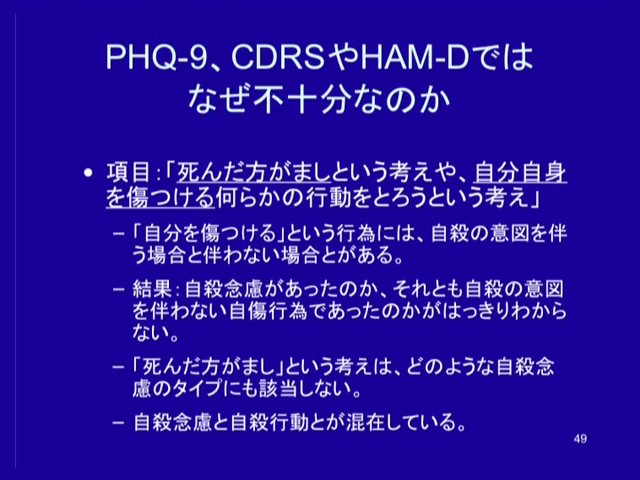 PHQ-9、CDRSやHAM-Dでは
なぜ不十分なのか
• 項目：「死んだ方がましという考えや、自分自身
を傷つける何らかの行動をとろうという考え」
– 「自分を傷つける」という行為には、自殺の意図を伴
う場合と伴わない場合とがある。
– 結果：自殺念慮があったのか、それとも自殺の意図
を伴わない自傷行為であったのかがはっきりわから
ない。
– 「死んだ方がまし」という考えは、どのような自殺念
慮のタイプにも該当しない。
– 自殺念慮と自殺行動とが混在している。
49